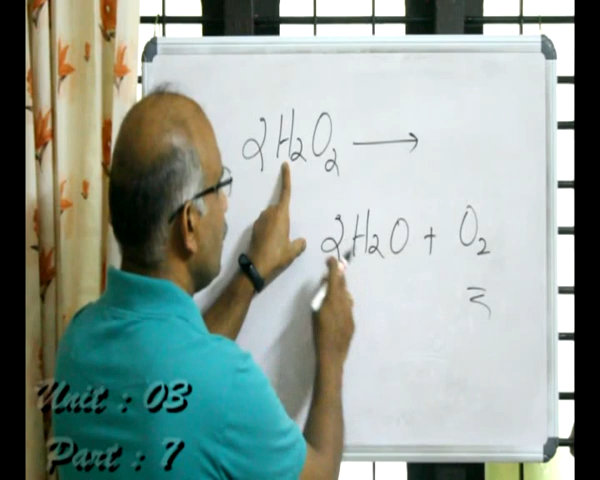 2H₂O₂ →
2H₂O + O₂
Unit : 03
Part : 7